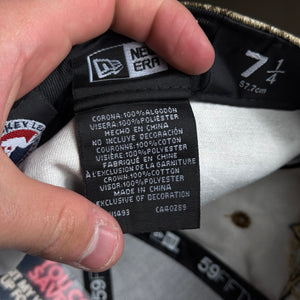 NEW ERA
7 1/4
57.7cm
CORONA:100%ALGODÓN
VISERA:100%POLIÉSTER
HECHO EN CHINA
NO INCLUYE DECORACIÓN
COURONNE:100%COTON
VISIÈRE:100%POLYESTER
FABRIQUÉ EN CHINE
À L'EXCLUSION DE LA GARNITURE
CROWN:100%COTTON
VISOR:100%POLYESTER
MADE IN CHINA
EXCLUSIVE OF DECORATION
CA40289
59FIFTY